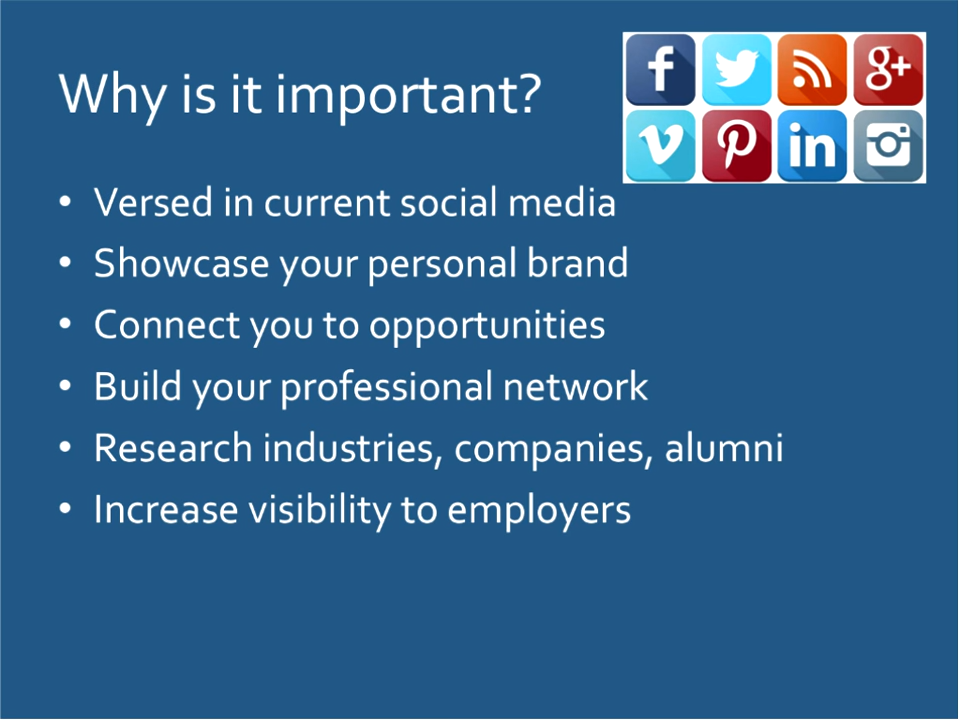 Why is it important?
f
g+
in
• Versed in current social media
• Showcase your personal brand
• Connect you to opportunities
• Build your professional network
• Research industries, companies, alumni
• Increase visibility to employers